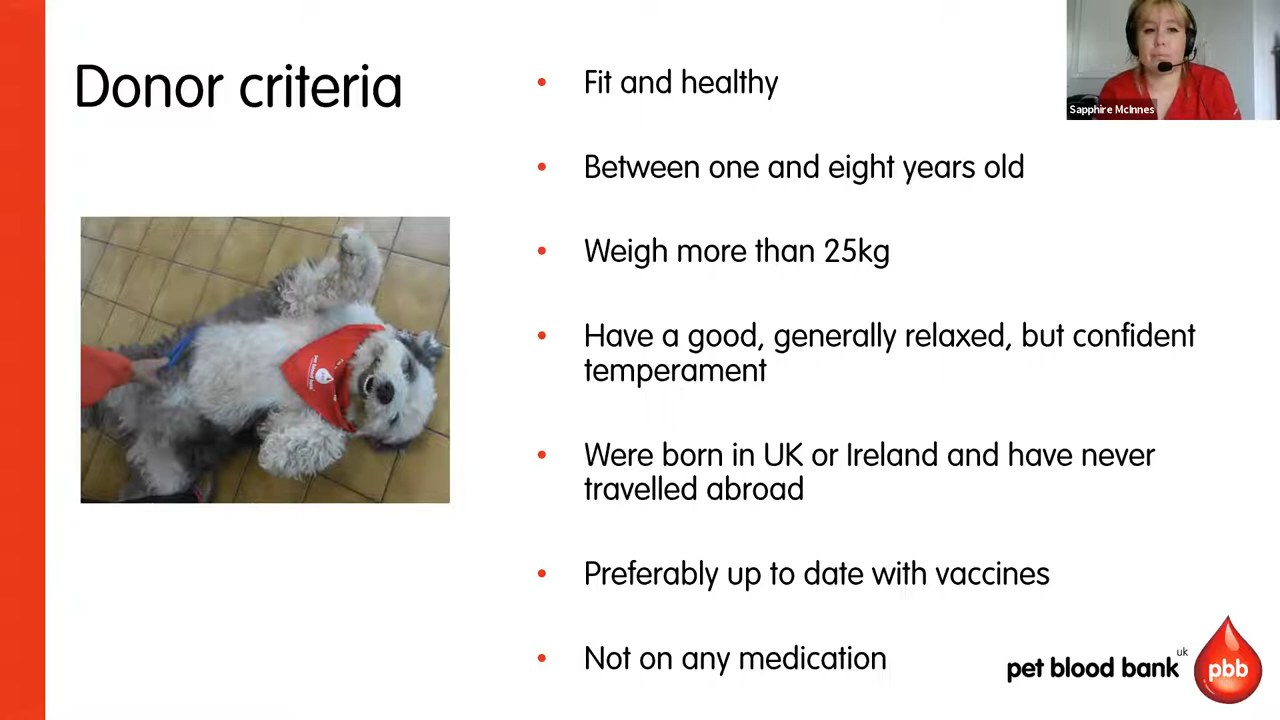 Donor criteria
• Fit and healthy
• Between one and eight years old
• Weigh more than 25kg
• Have a good, generally relaxed, but confident
temperament
• Were born in UK or Ireland and have never
travelled abroad
• Preferably up to date with vaccines
• Not on any medication
Sapphire McInnes
pet blood bank uk
pbb